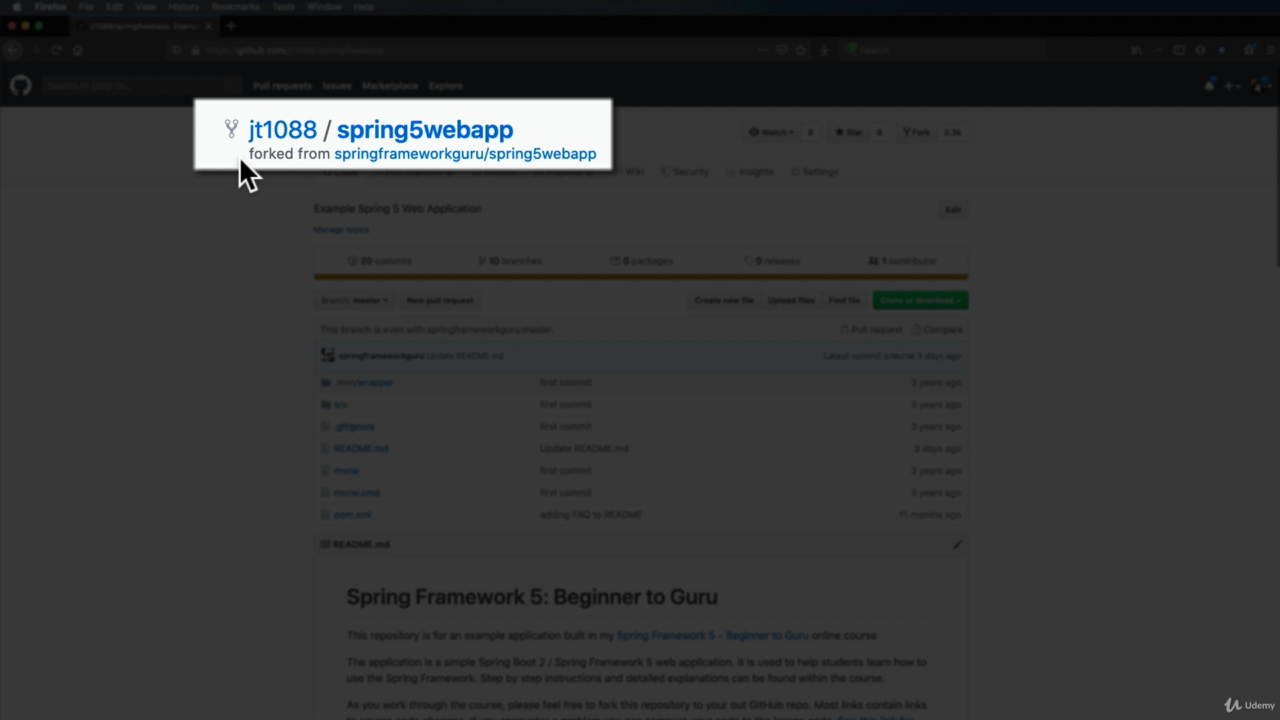 Firefox File Edit View History Bookmarks Tools Window Help
https://github.com/jt1088/spring5webapp
Search
Search or jump to...
Pull requests Issues Marketplace Explore
jt1088 / spring5webapp
forked from springframeworkguru/spring5webapp
Watch 0 Star 0 Fork 2.3k
Wiki Security Insights Settings
Example Spring 5 Web Application
Edit
Manage topics
20 commits 10 branches 0 packages 0 releases 1 contributor
Branch: master New pull request Create new file Upload files Find file Clone or download
This branch is even with springframeworkguru:master. Pull request Compare
springframeworkguru Update README.md Latest commit 3 days ago
.mvn/wrapper first commit 3 years ago
src first commit 3 years ago
.gitignore first commit 3 years ago
README.md Update README.md 3 days ago
mvnw first commit 3 years ago
mvnw.cmd first commit 3 years ago
pom.xml adding FAQ to README 11 months ago
README.md
Spring Framework 5: Beginner to Guru
This repository is for an example application built in my Spring Framework 5 - Beginner to Guru online course
The application is a simple Spring Boot 2 / Spring Framework 5 web application. It is used to help students learn how to
use the Spring Framework. Step by step instructions and detailed explanations can be found within the course.
As you work through the course, please feel free to fork this repository to your out GitHub repo. Most links contain links
Udemy